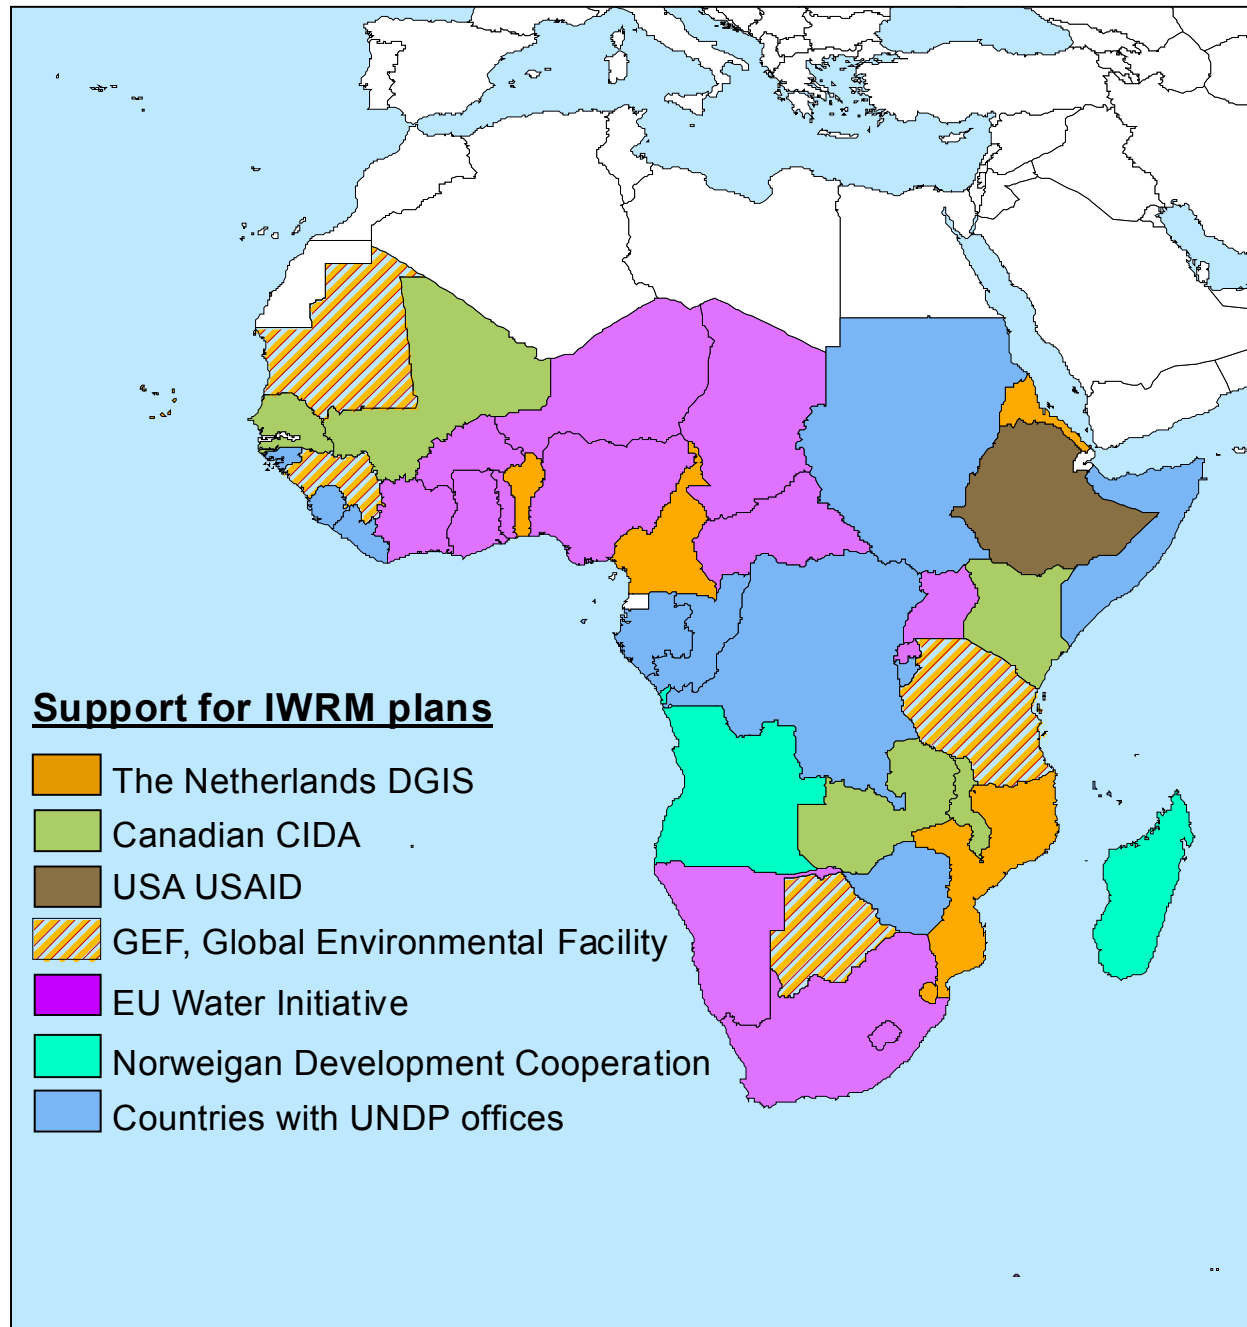 Support for IWRM plans
The Netherlands DGIS
Canadian CIDA
USA USAID
GEF, Global Environmental Facility
EU Water Initiative
Norweigan Development Cooperation
Countries with UNDP offices